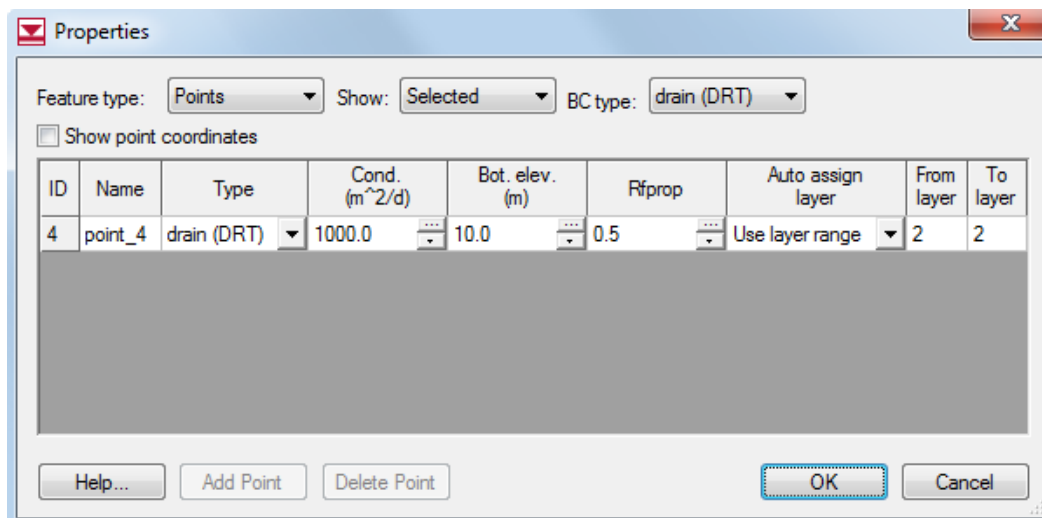 Properties
Feature type: Points Show: Selected BC type: drain (DRT)
Show point coordinates
ID Name Type Cond. (m^2/d) Bot. elev. (m) Rfprop Auto assign layer From layer To layer
4 point_4 drain (DRT) 1000.0 ... 10.0 ... 0.5 ... Use layer range 2 2
Help... Add Point Delete Point OK Cancel